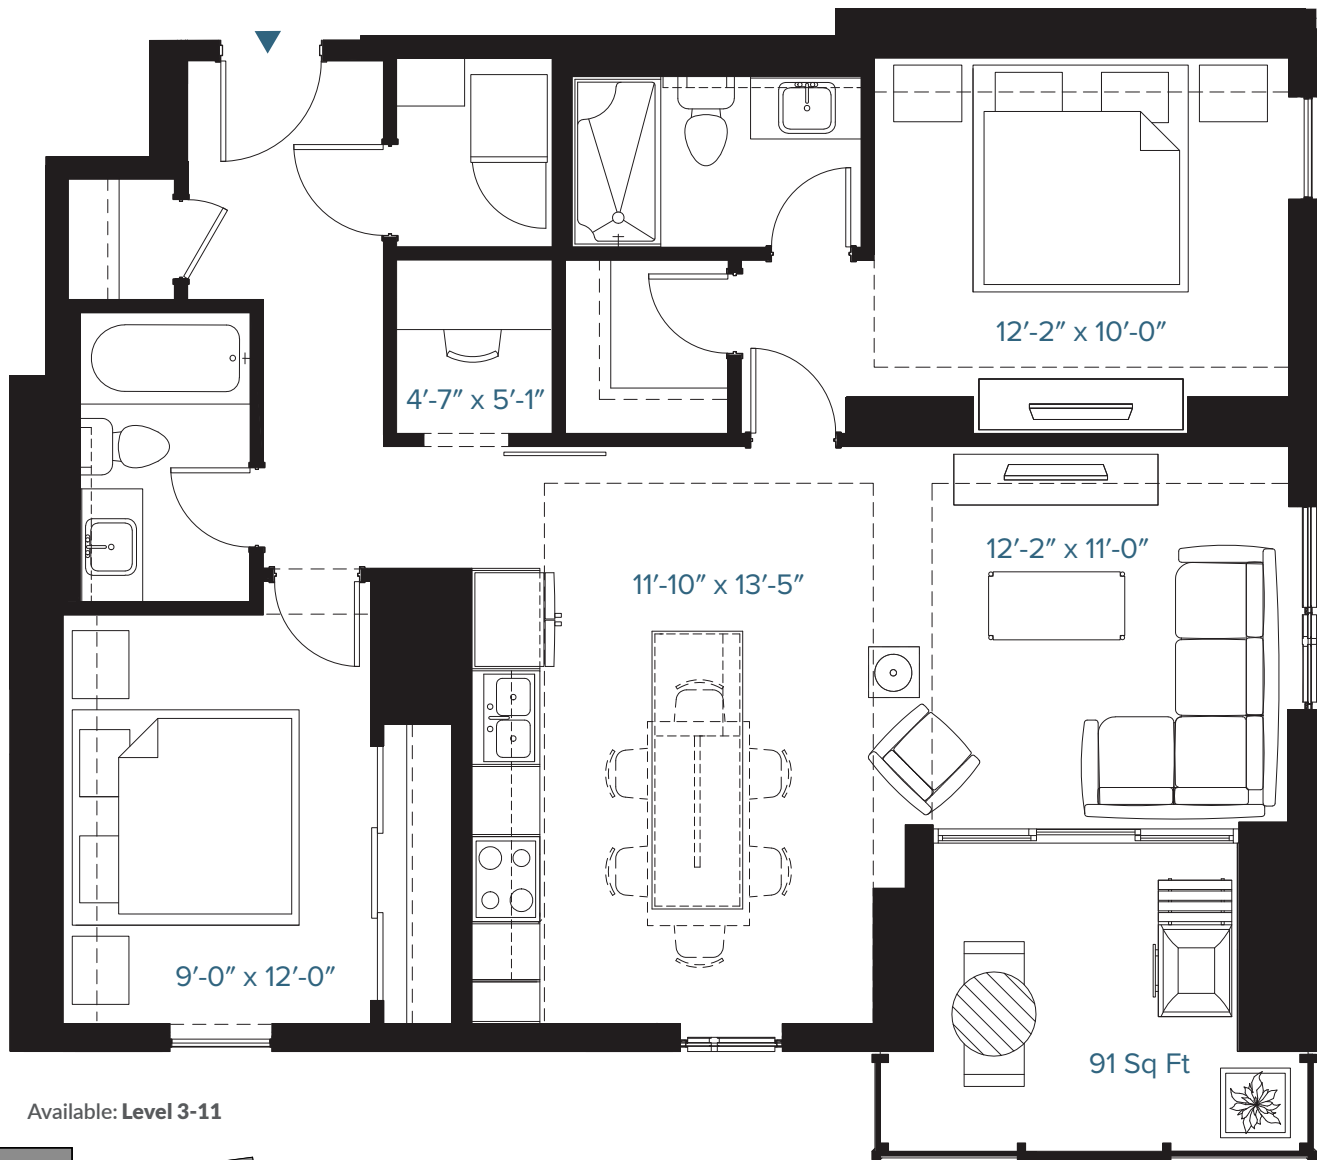 12′-2″ x 10′-0″
4′-7″ x 5′-1″
12′-2″ x 11′-0″
11′-10″ x 13′-5″
9′-0″ x 12′-0″
91 Sq Ft
Available: Level 3-11